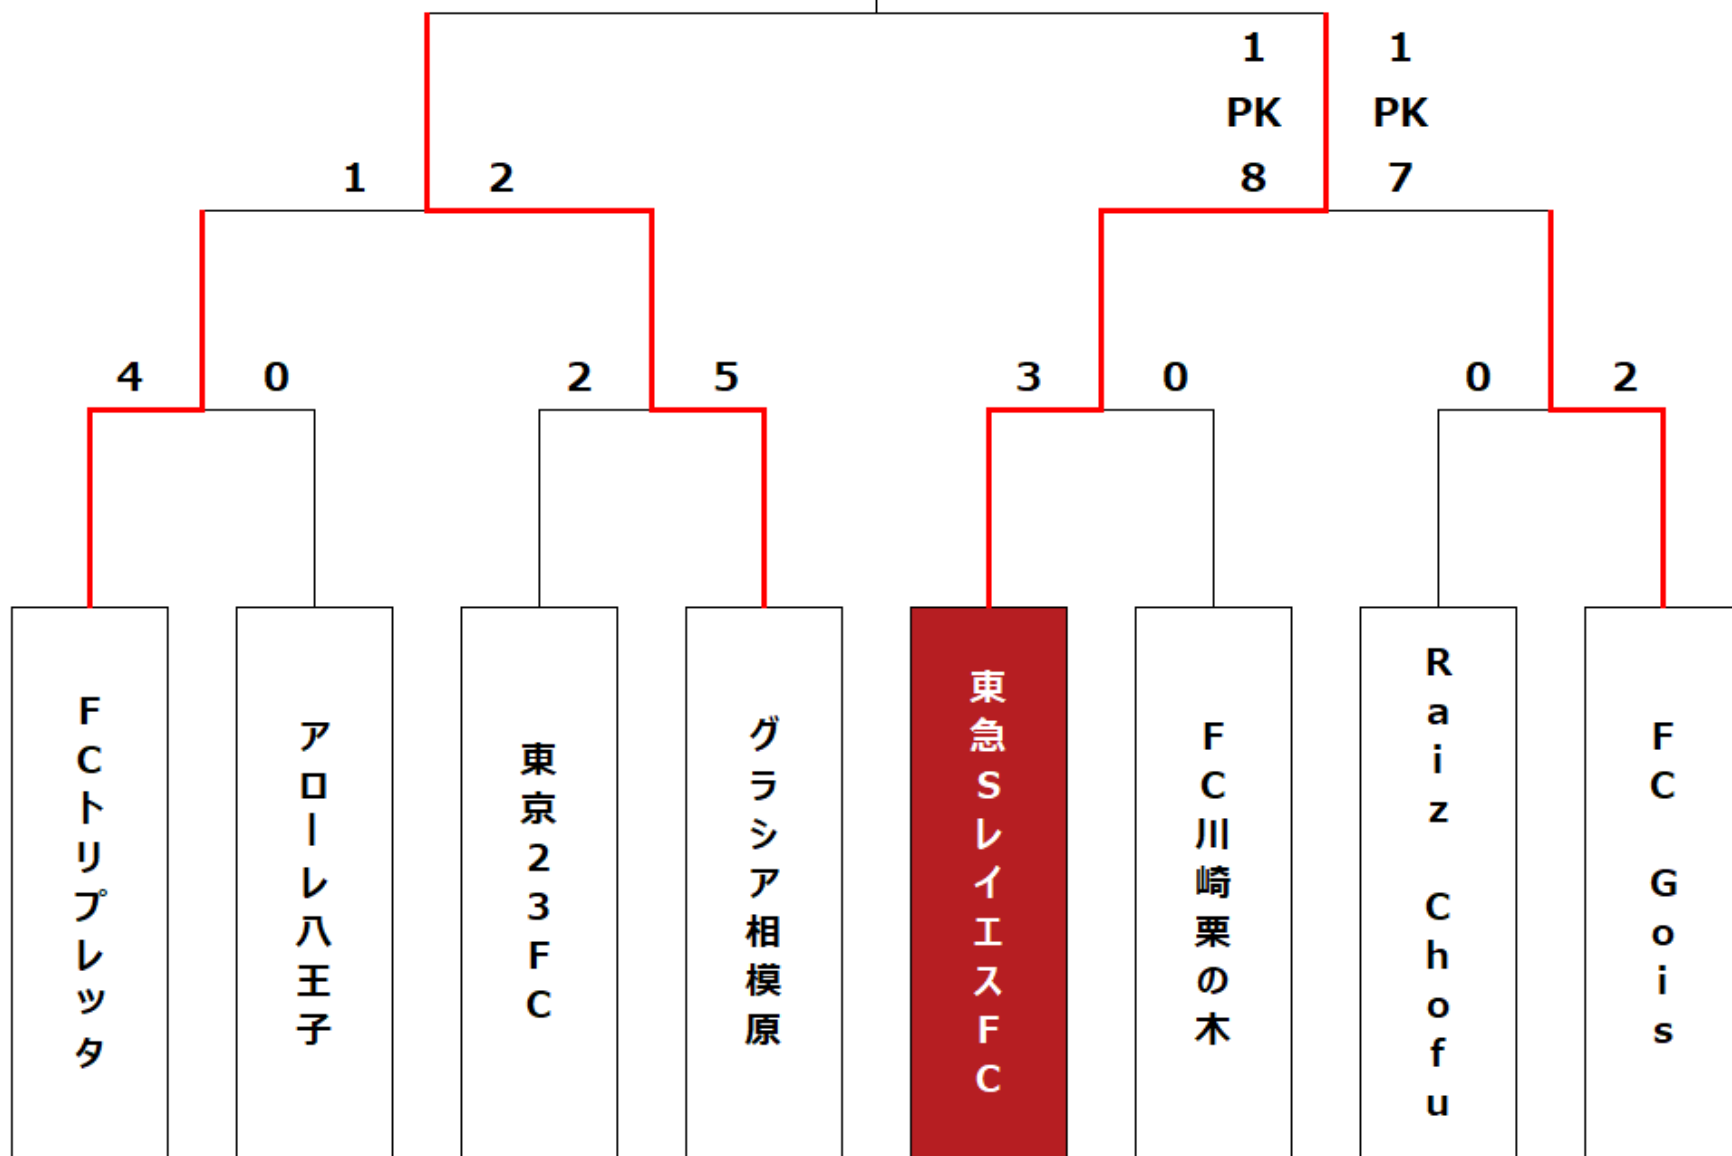 1 1
PK PK
1 2 8 7
4 0 2 5 3 0 0 2
FCトリプレッタ
アローレ八王子
東京23FC
グラシア相模原
東急SレイエスFC
FC川崎栗の木
Raiz Chofu
FC Gois